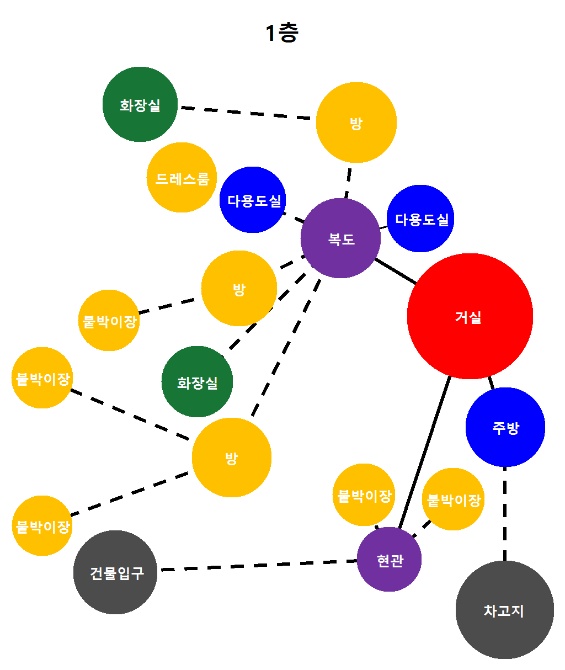 1층
화장실
방
드레스룸
다용도실
다용도실
복도
방
거실
붙박이장
붙박이장
화장실
주방
방
붙박이장
붙박이장
붙박이장
현관
건물입구
차고지